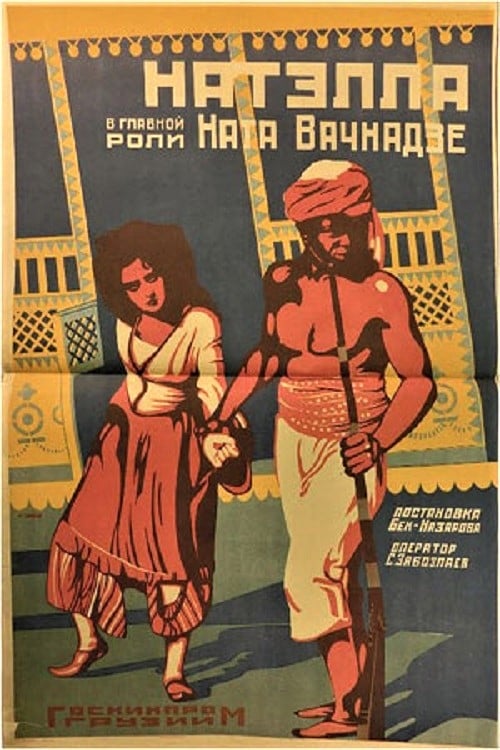 НАТЭЛЛА
В ГЛАВНОЙ
РОЛИ НАТА ВАЧНАДЗЕ
ПОСТАНОВКА
БЕК-НАЗАРОВА
ОПЕРАТОР
С.ЗАБОЗЛАЕВ
ГОСКИНПРОМ
ГРУЗИИ